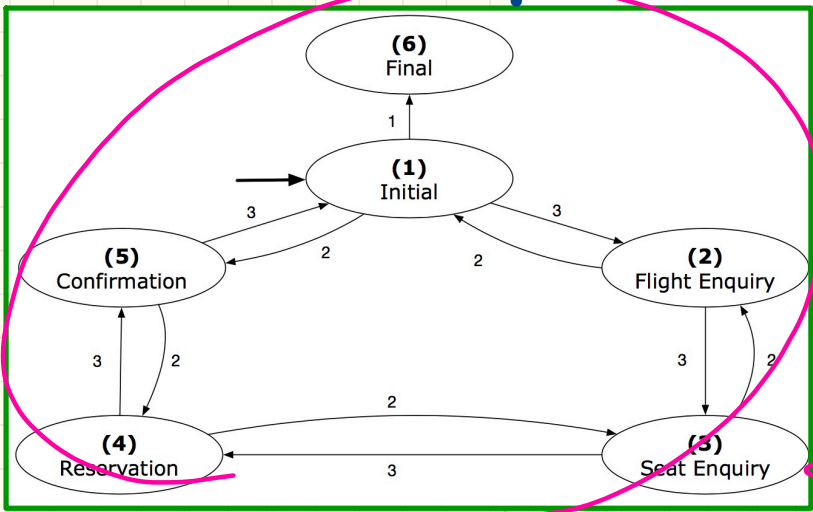 (6)
Final
1
(1)
Initial
3
3
2
2
(5)
Confirmation
(2)
Flight Enquiry
3
2
3
2
2
(4)
Reservation
(3)
Seat Enquiry
3